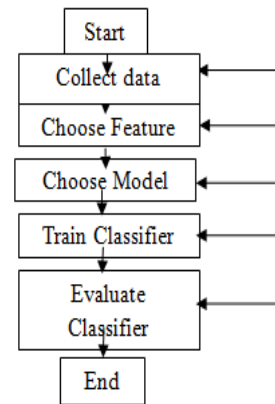 Start
Collect data
Choose Feature
Choose Model
Train Classifier
Evaluate
Classifier
End